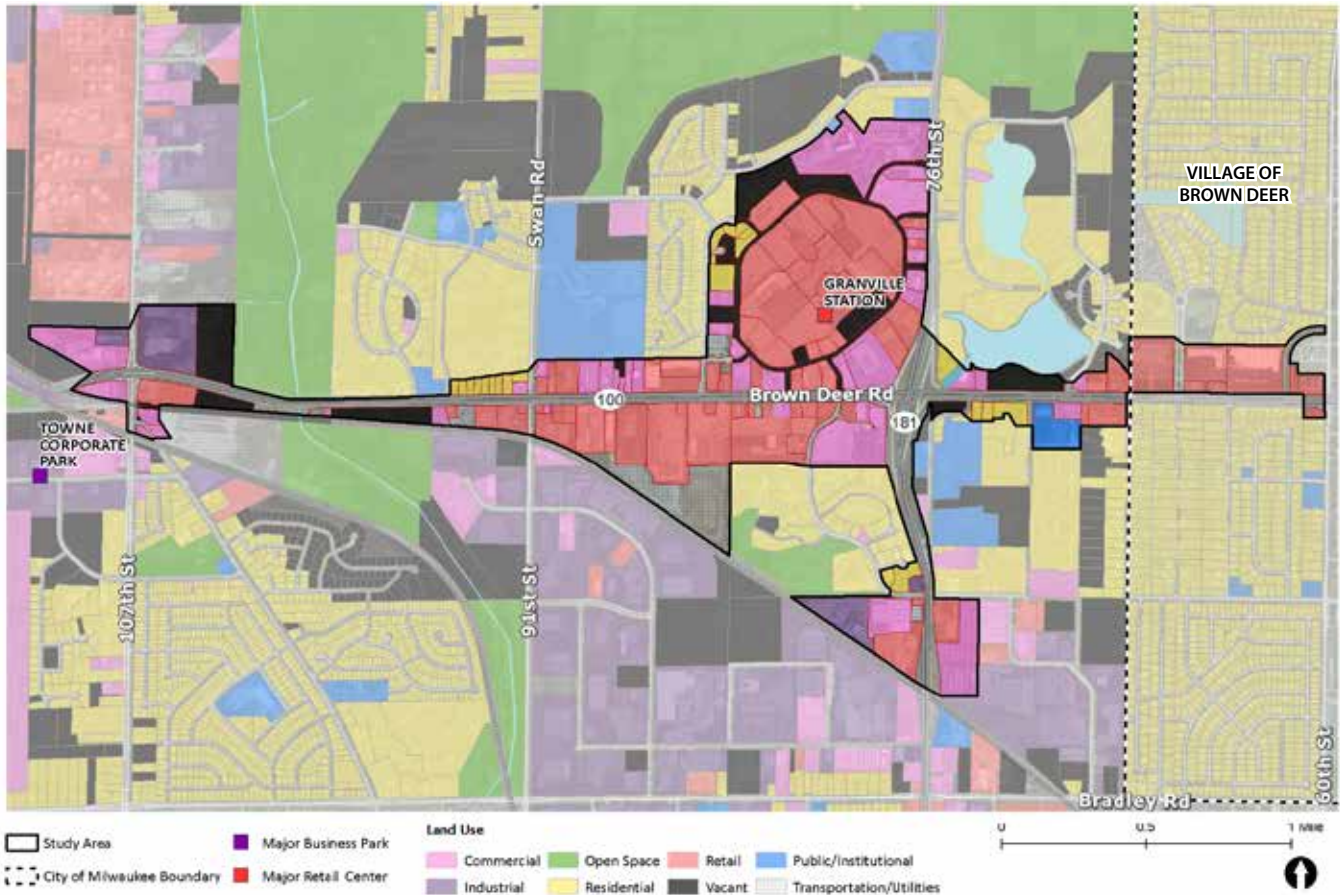 VILLAGE OF
BROWN DEER
76th St
Swan Rd
GRANVILLE
STATION
100
Brown Deer Rd
181
TOWNE
CORPORATE
PARK
107th St
91st St
60th St
Bradley Rd
Study Area
City of Milwaukee Boundary
Major Business Park
Major Retail Center
Land Use
Commercial
Open Space
Retail
Public/Institutional
Industrial
Residential
Vacant
Transportation/Utilities
0
0.5
1 Mile